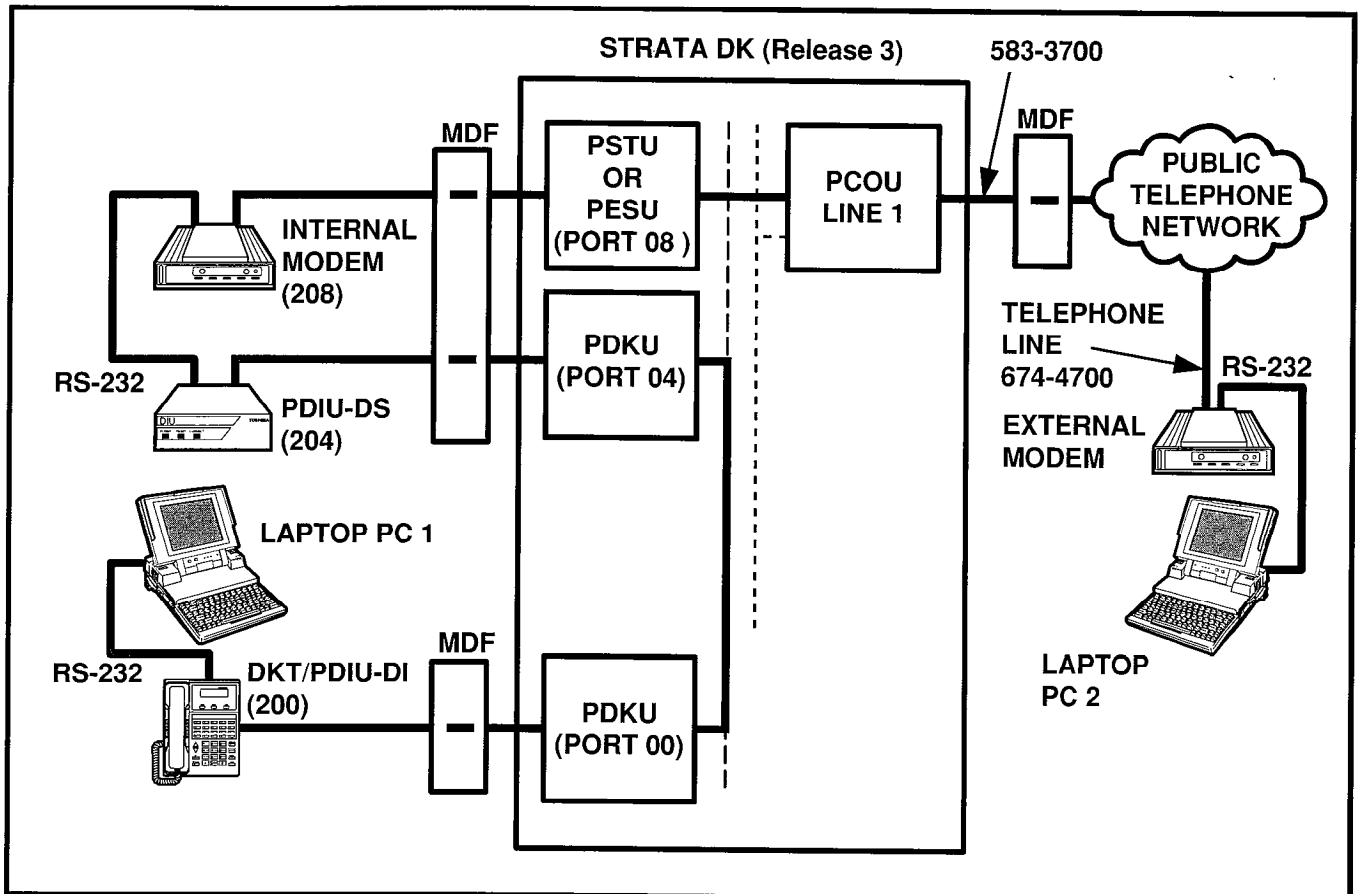 STRATA DK (Release 3)
583-3700
MDF
MDF
PSTU
OR
PESU
(PORT 08 )
PCOU
LINE 1
PUBLIC
TELEPHONE
NETWORK
INTERNAL
MODEM
(208)
PDKU
(PORT 04)
TELEPHONE
LINE
674-4700
RS-232
RS-232
DIU
PDIU-DS
(204)
EXTERNAL
MODEM
LAPTOP PC 1
MDF
RS-232
DKT/PDIU-DI
(200)
PDKU
(PORT 00)
LAPTOP
PC 2